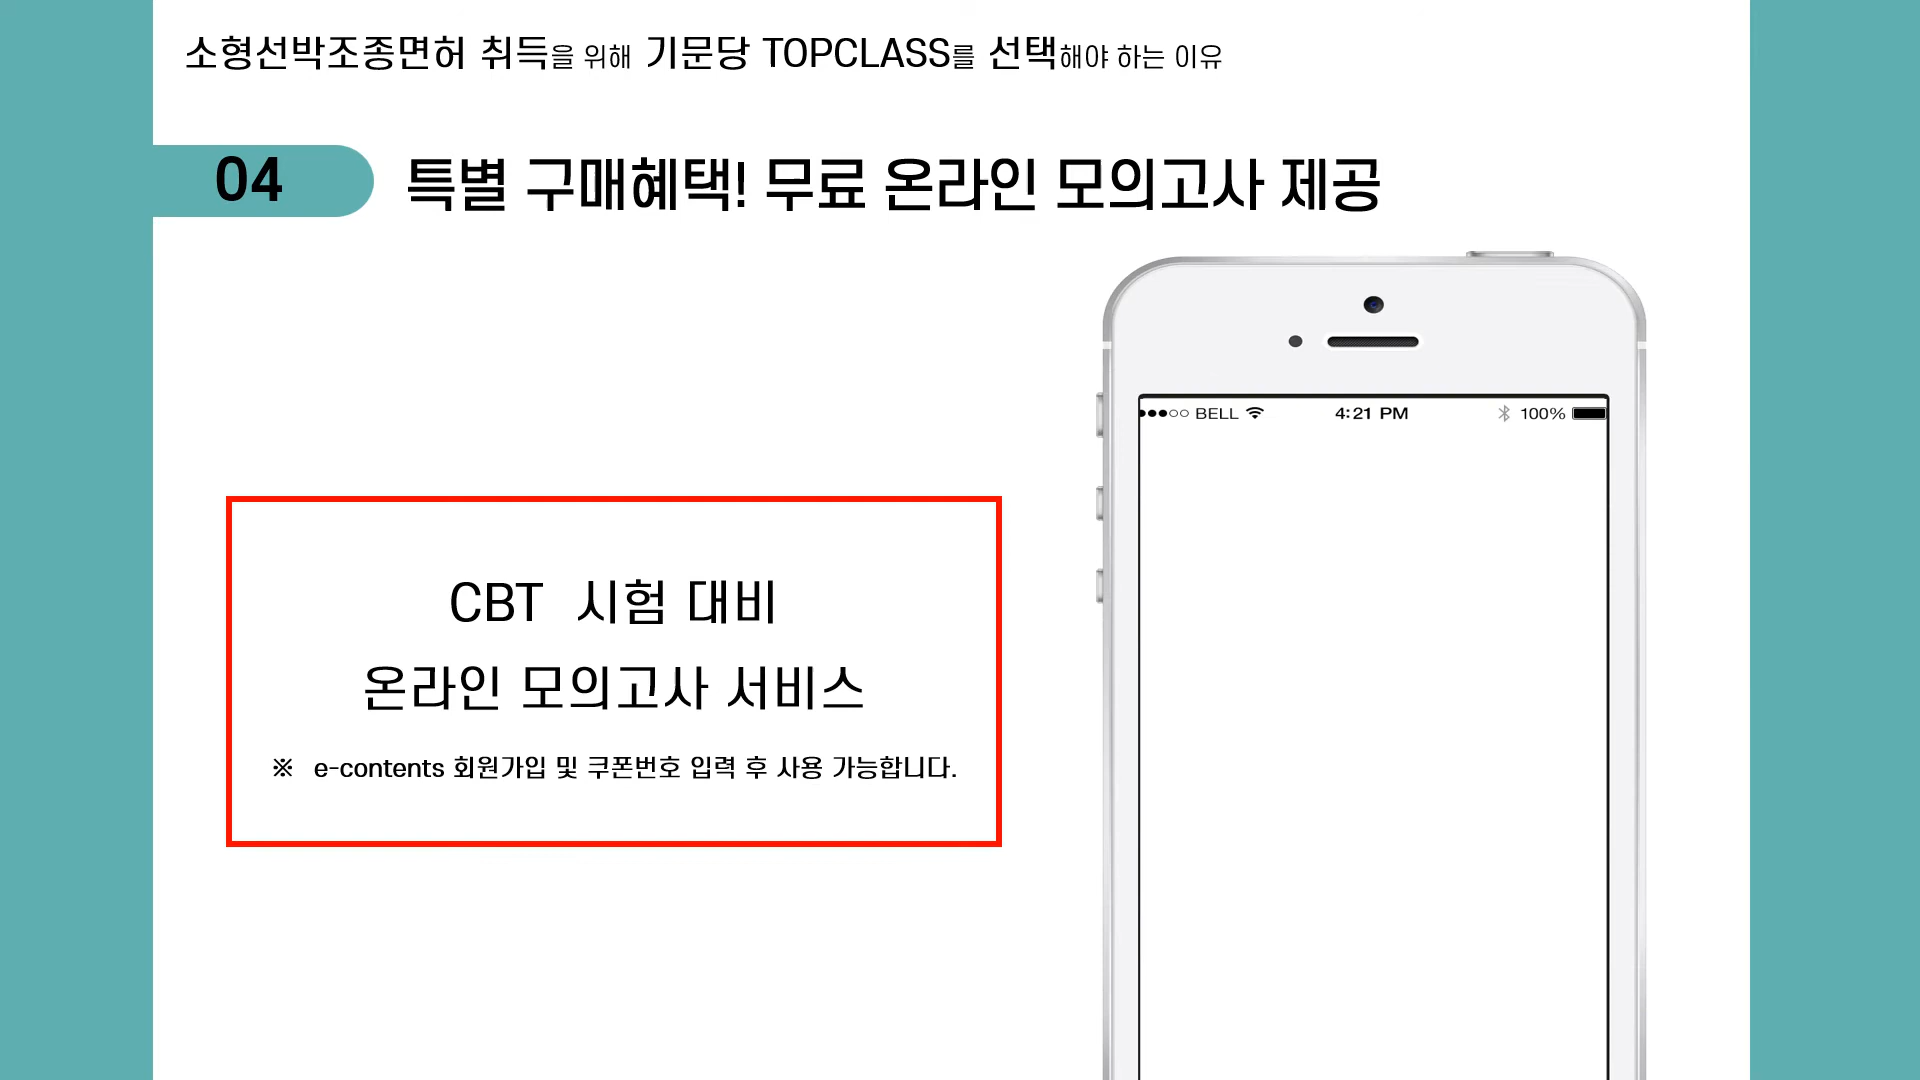 소형선박조종면허 취득을 위해 기문당 TOPCLASS를 선택해야 하는 이유
04 특별 구매혜택! 무료 온라인 모의고사 제공
BELL 4:21 PM 100%
CBT 시험 대비
온라인 모의고사 서비스
※ e-contents 회원가입 및 쿠폰번호 입력 후 사용 가능합니다.